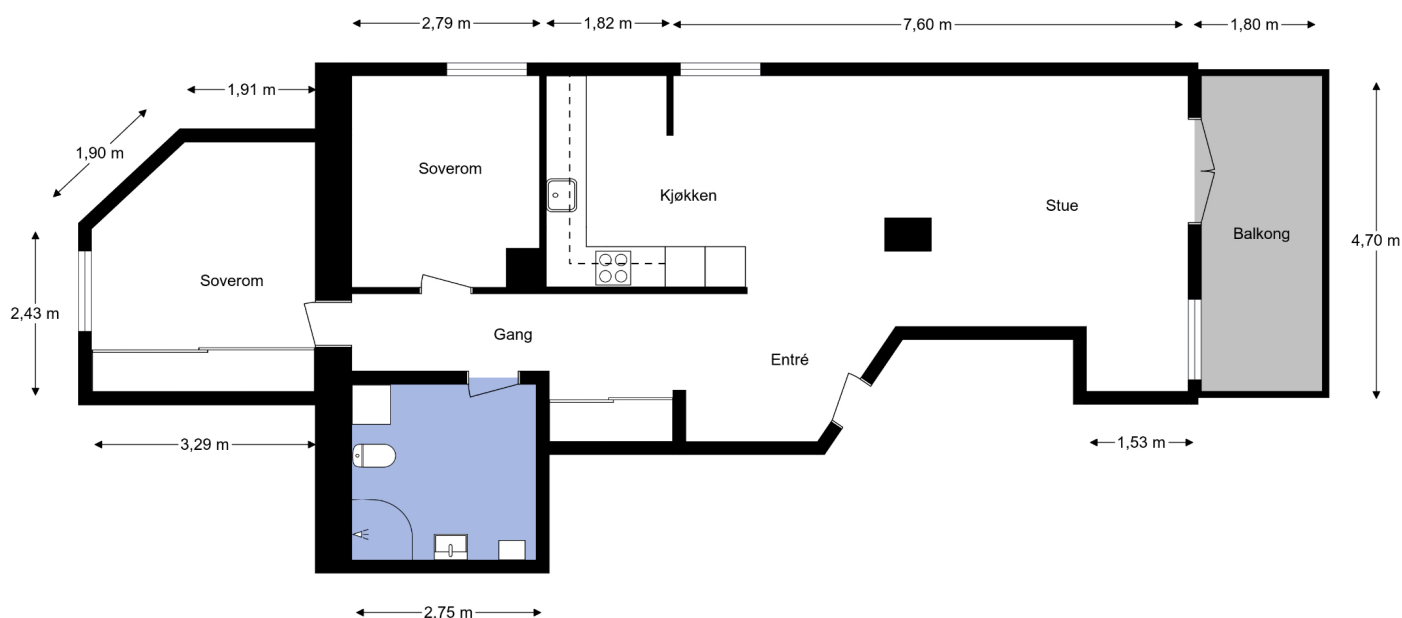 2,79 m
1,82 m
7,60 m
1,80 m
1,91 m
1,90 m
Soverom
Kjøkken
Stue
Balkong
4,70 m
Soverom
2,43 m
Gang
Entré
3,29 m
1,53 m
2,75 m